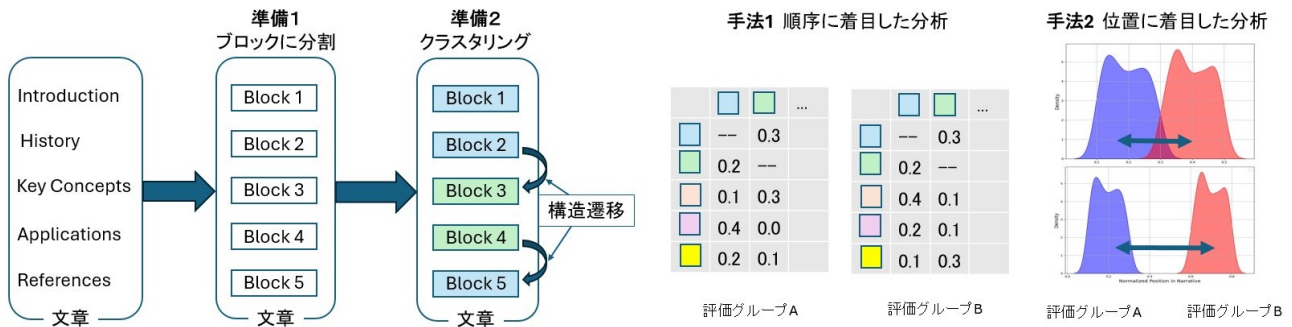 Introduction
History
Key Concepts
Applications
References
文章
準備1
ブロックに分割
Block 1
Block 2
Block 3
Block 4
Block 5
文章
準備2
クラスタリング
Block 1
Block 2
Block 3
Block 4
Block 5
文章
構造遷移
手法1 順序に着目した分析
...
-- 0.3
0.2 --
0.1 0.3
0.4 0.0
0.2 0.1
評価グループA
...
-- 0.3
0.2 --
0.4 0.1
0.2 0.1
0.1 0.3
評価グループB
手法2 位置に着目した分析
Density
Density
Normalized Position in Narrative
評価グループA
評価グループB